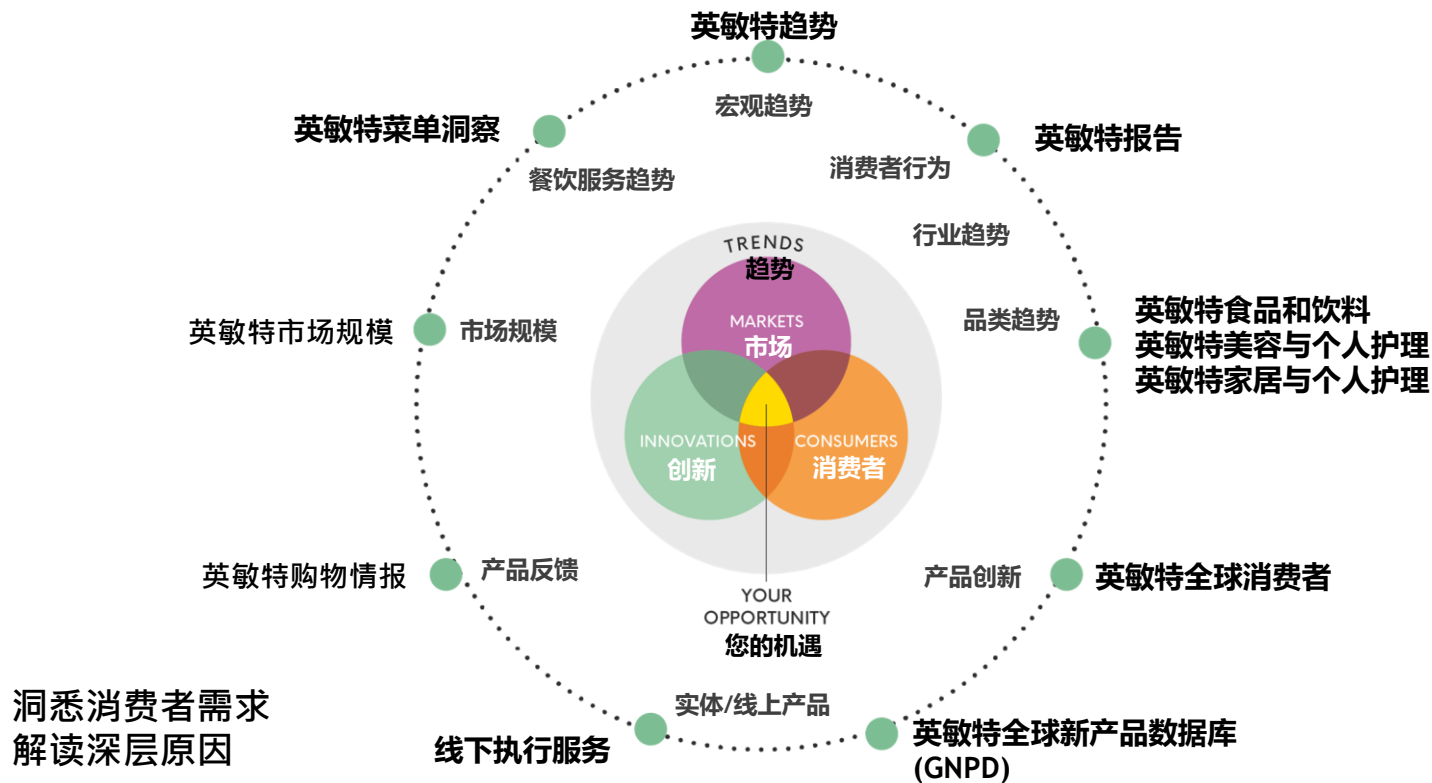 英敏特趋势
宏观趋势
英敏特菜单洞察
餐饮服务趋势
英敏特报告
消费者行为
行业趋势
TRENDS
趋势
MARKETS
市场
英敏特市场规模
市场规模
品类趋势
英敏特食品和饮料
英敏特美容与个人护理
英敏特家居与个人护理
INNOVATIONS
创新
CONSUMERS
消费者
英敏特购物情报
产品反馈
产品创新
英敏特全球消费者
YOUR
OPPORTUNITY
您的机遇
实体/线上产品
洞悉消费者需求
解读深层原因
线下执行服务
英敏特全球新产品数据库
(GNPD)